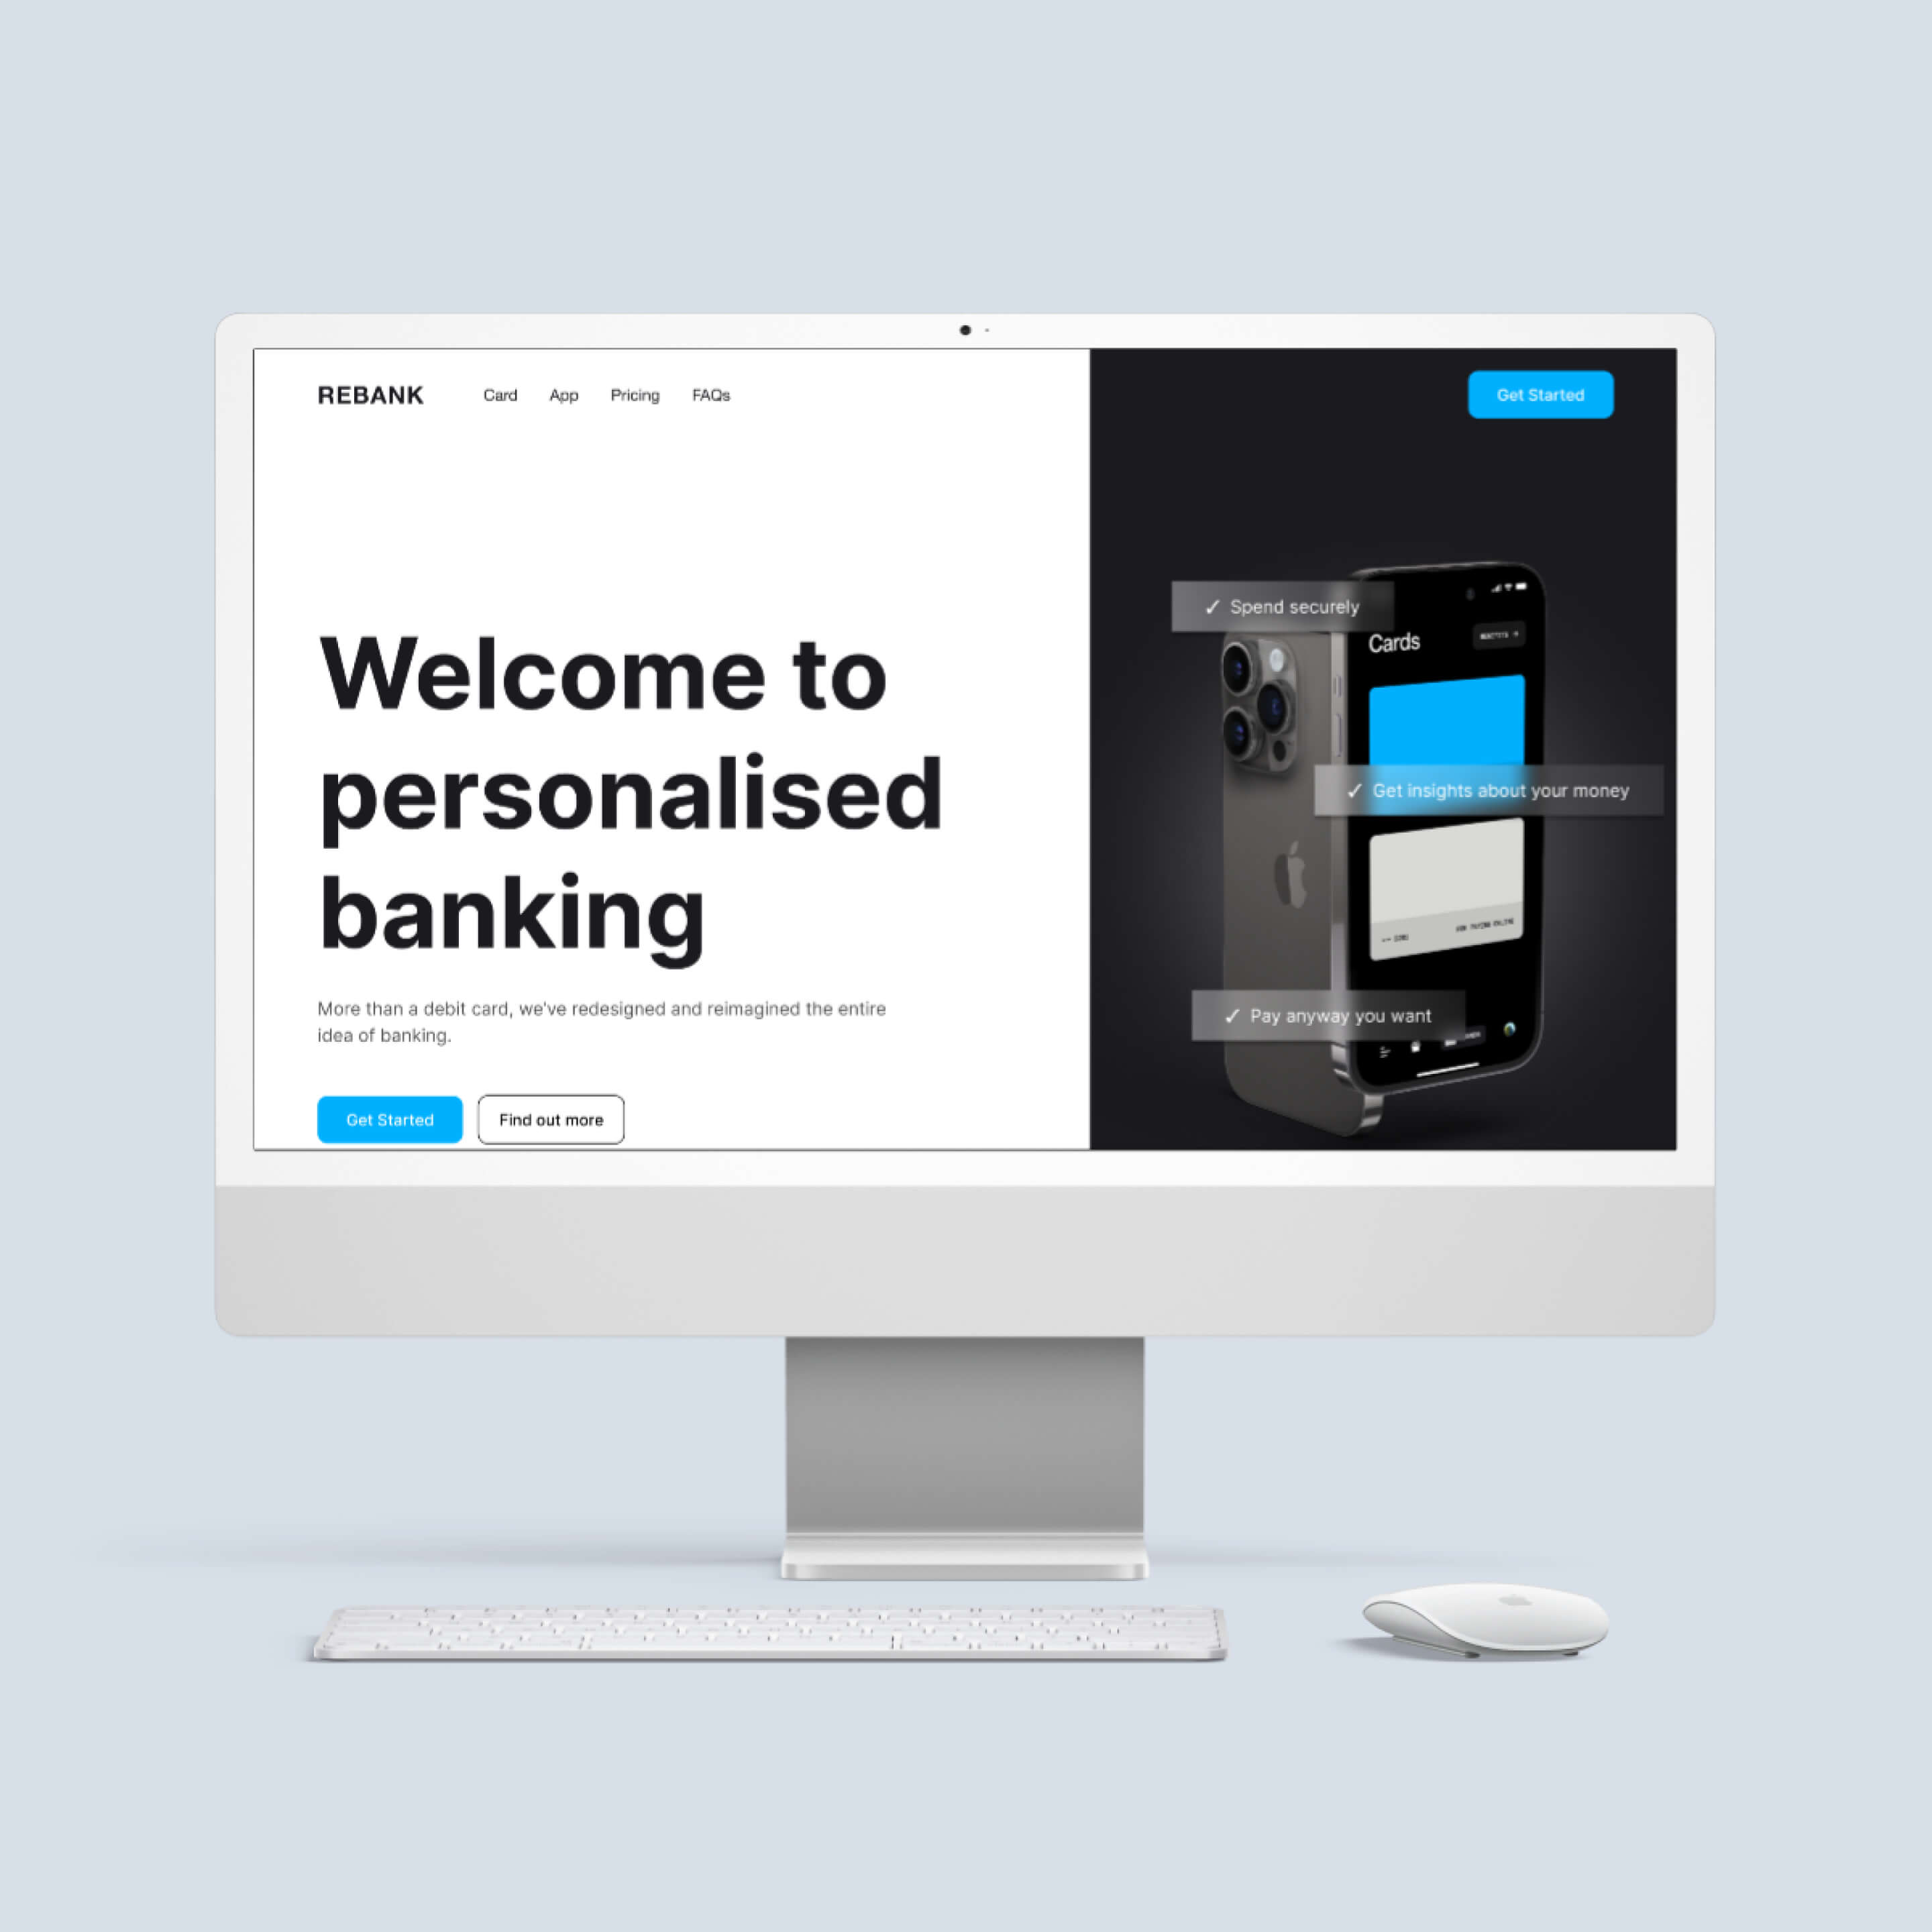 REBANK
Card
App
Pricing
FAQs
Get Started
Welcome to
personalised
banking
More than a debit card, we've redesigned and reimagined the entire
idea of banking.
Get Started
Find out more
✓ Spend securely
Cards
✓ Get insights about your money
✓ Pay anyway you want